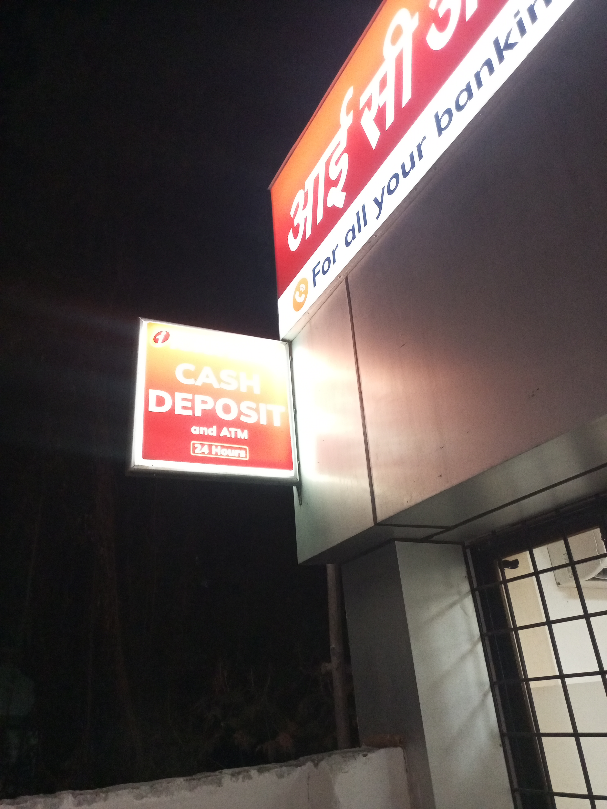 आई सी आ
For all your bankin
CASH
DEPOSIT
and ATM
24 Hours